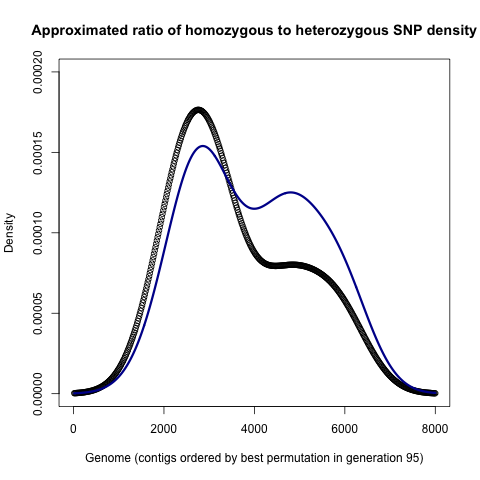 Approximated ratio of homozygous to heterozygous SNP density
0.00020
0.00015
0.00010
0.00005
0.00000
Density
0 2000 4000 6000 8000
Genome (contigs ordered by best permutation in generation 95)